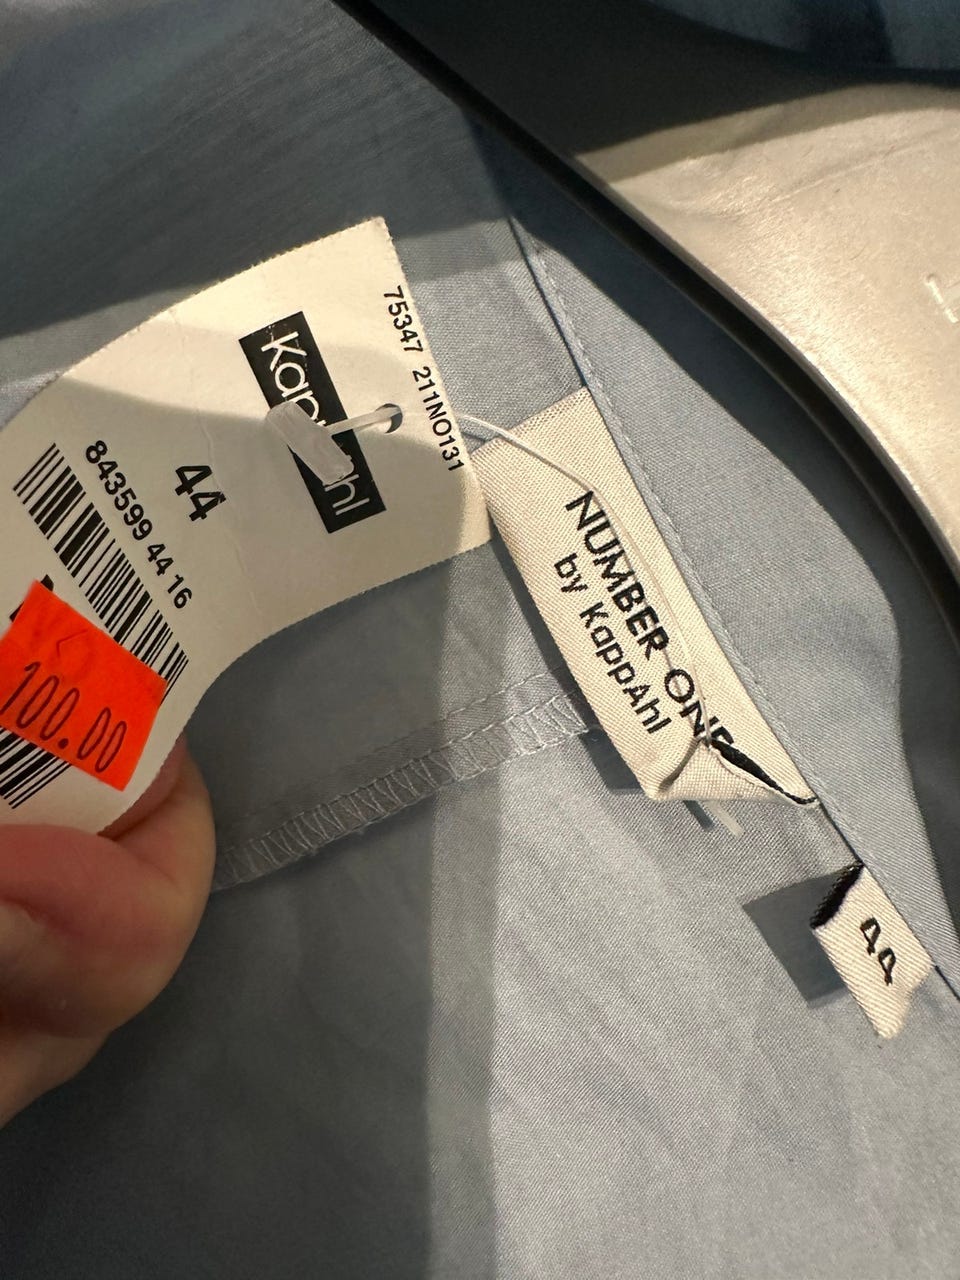 75347 211NO131
KappAhl
44
843599 44 16
100.00
NUMBER ONE
by KappAhl
44